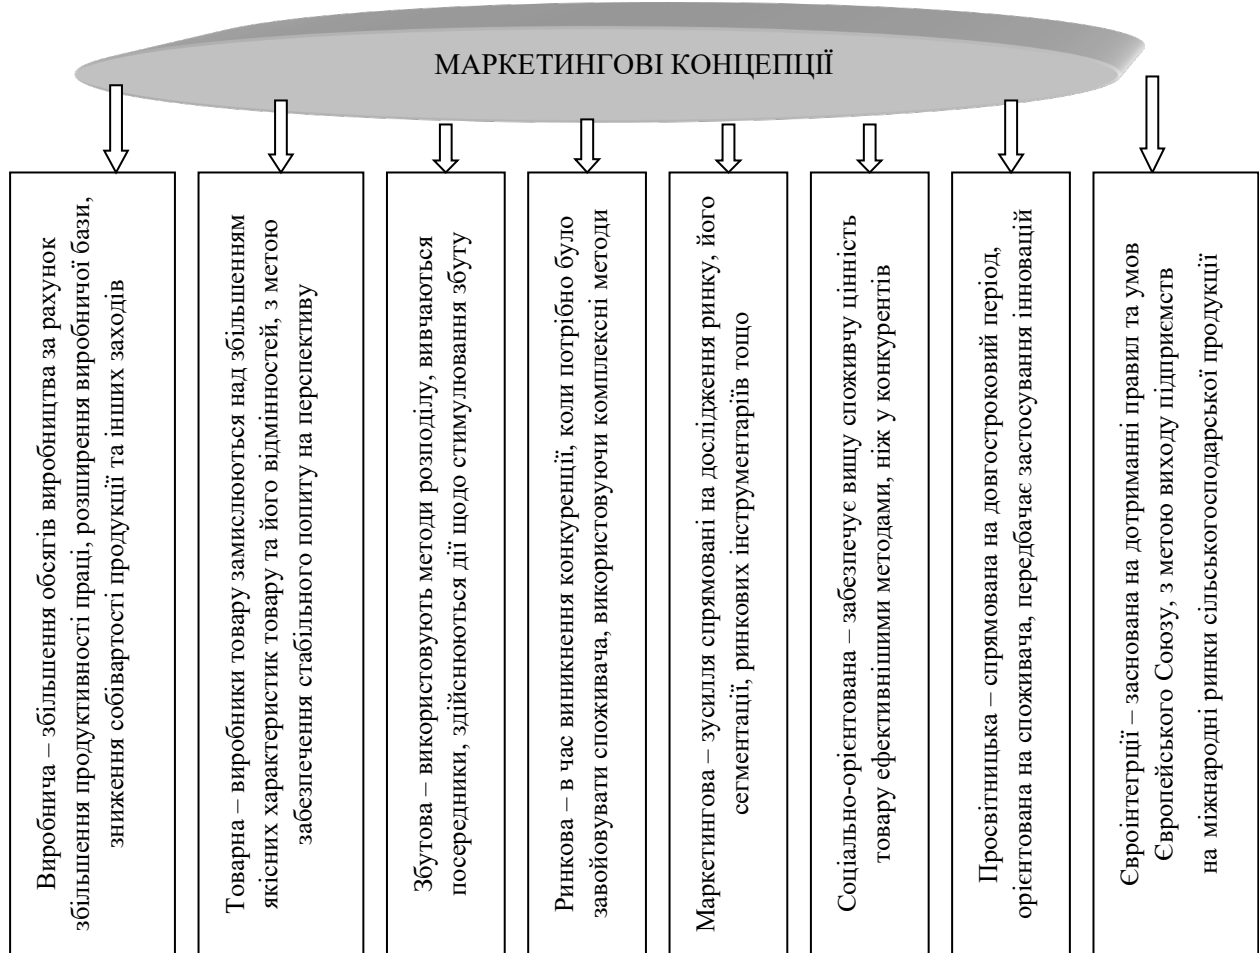 МАРКЕТИНГОВІ КОНЦЕПЦІЇ
Виробнича – збільшення обсягів виробництва за рахунок
збільшення продуктивності праці, розширення виробничої бази,
зниження собівартості продукції та інших заходів
Товарна – виробники товару замислюються над збільшенням
якісних характеристик товару та його відмінностей, з метою
забезпечення стабільного попиту на перспективу
Збутова – використовують методи розподілу, вивчаються
посередники, здійснюються дії щодо стимулювання збуту
Ринкова – в час виникнення конкуренції, коли потрібно було
завойовувати споживача, використовуючи комплексні методи
Маркетингова – зусилля спрямовані на дослідження ринку, його
сегментації, ринкових інструментаріїв тощо
Соціально-орієнтована – забезпечує вищу споживчу цінність
товару ефективнішими методами, ніж у конкурентів
Просвітницька – спрямована на довгостроковий період,
орієнтована на споживача, передбачає застосування інновацій
Євроінтегрції – заснована на дотриманні правил та умов
Європейського Союзу, з метою виходу підприємств
на міжнародні ринки сільськогосподарської продукції